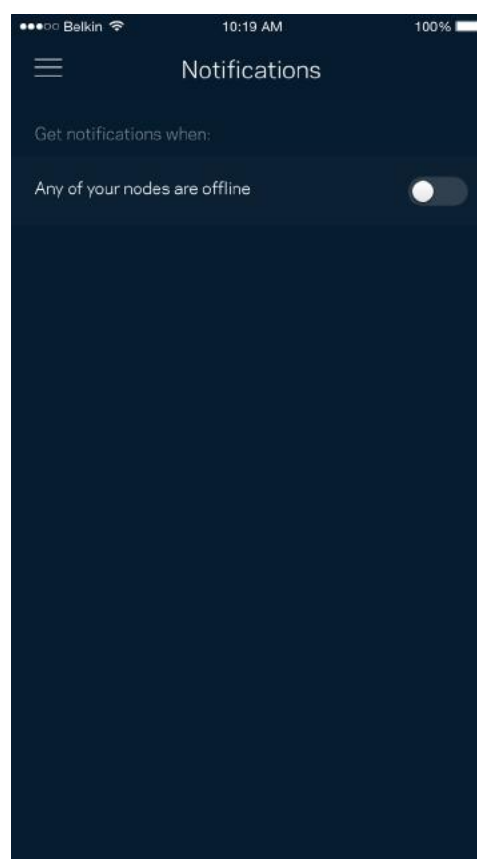 Belkin 10:19 AM 100%
Notifications
Get notifications when:
Any of your nodes are offline